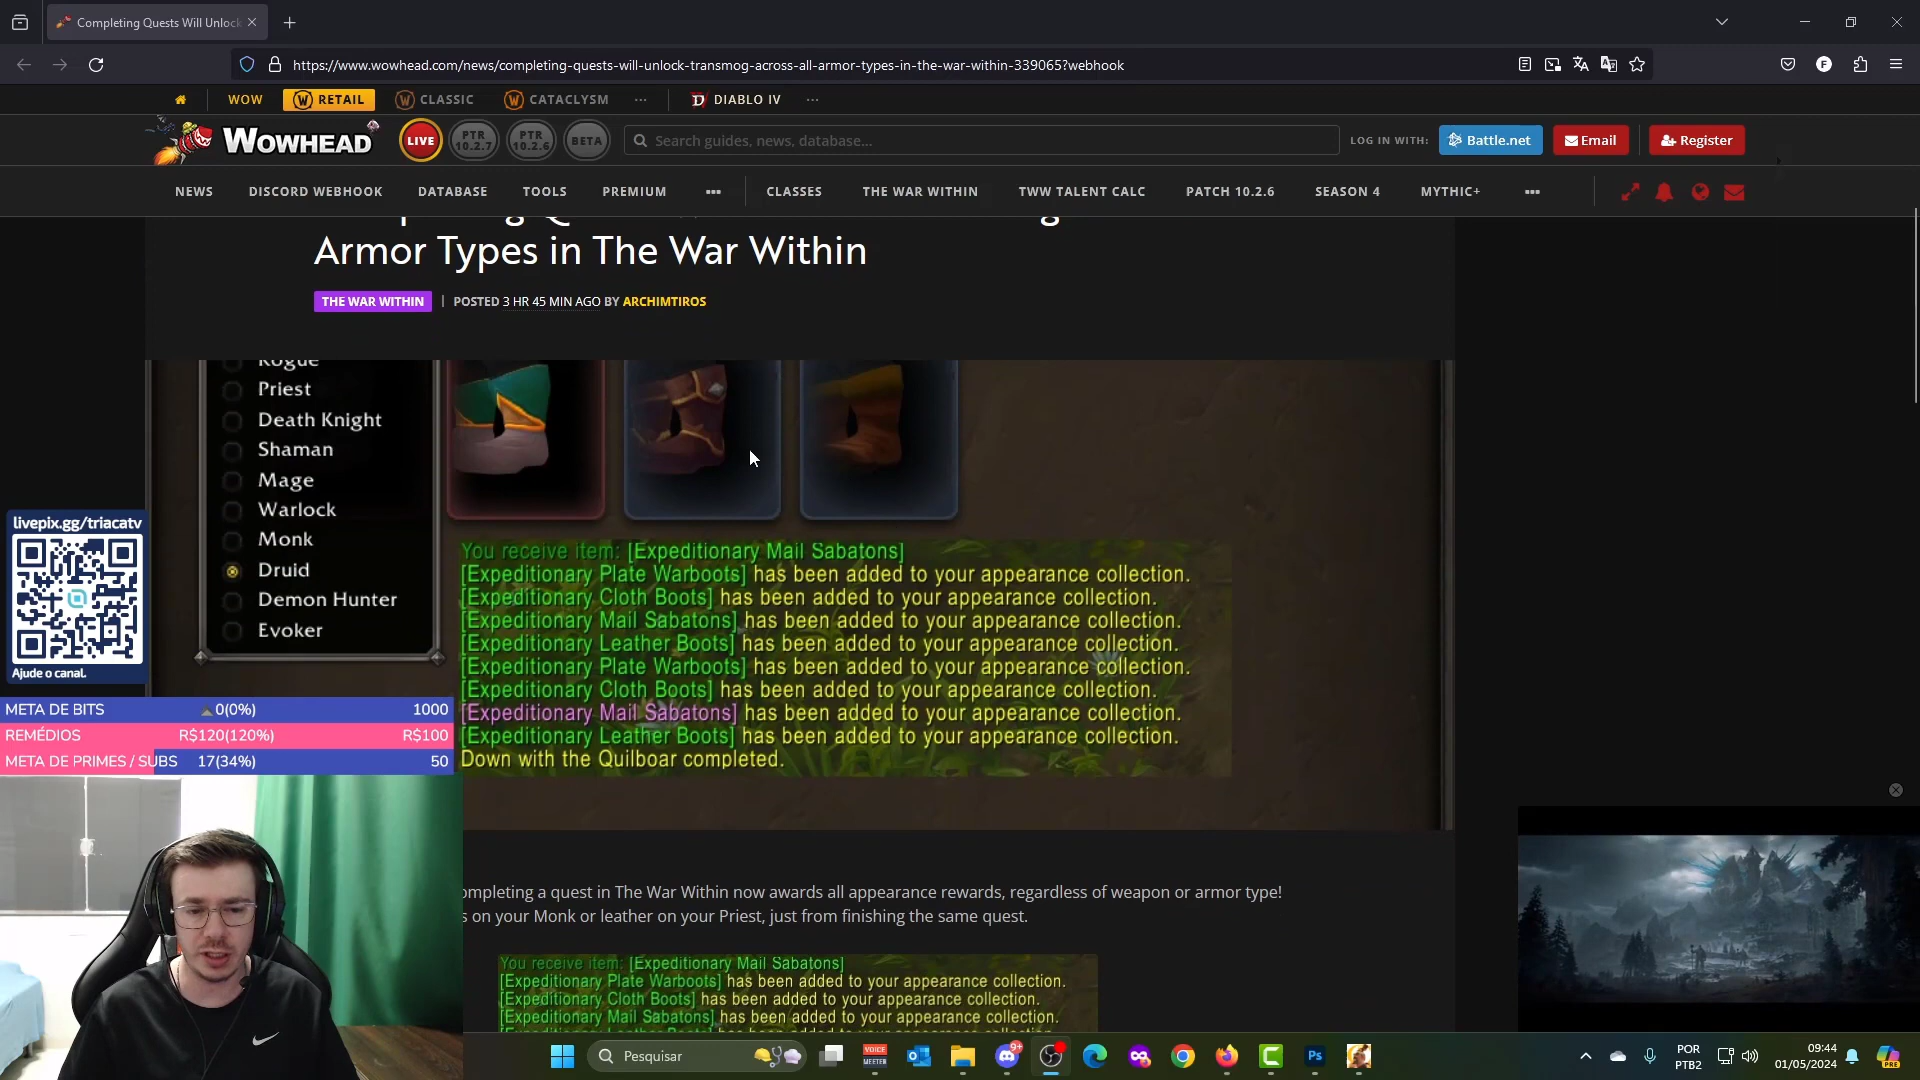 Completing Quests Will Unlock
https://www.wowhead.com/news/completing-quests-will-unlock-transmog-across-all-armor-types-in-the-war-within-339065?webhook
WOW
RETAIL
CLASSIC
CATACLYSM
...
DIABLO IV
...
WOWHEAD
LIVE
PTR 10.2.7
PTR 10.2.6
BETA
Search guides, news, database...
LOG IN WITH:
Battle.net
Email
Register
NEWS
DISCORD WEBHOOK
DATABASE
TOOLS
PREMIUM
CLASSES
THE WAR WITHIN
TWW TALENT CALC
PATCH 10.2.6
SEASON 4
MYTHIC+
Armor Types in The War Within
THE WAR WITHIN | POSTED 3 HR 45 MIN AGO BY ARCHIMTIROS
Rogue
Priest
Death Knight
Shaman
Mage
Warlock
Monk
Druid
Demon Hunter
Evoker
You receive item: [Expeditionary Mail Sabatons]
[Expeditionary Plate Warboots] has been added to your appearance collection.
[Expeditionary Cloth Boots] has been added to your appearance collection.
[Expeditionary Mail Sabatons] has been added to your appearance collection.
[Expeditionary Leather Boots] has been added to your appearance collection.
[Expeditionary Plate Warboots] has been added to your appearance collection.
[Expeditionary Cloth Boots] has been added to your appearance collection.
[Expeditionary Mail Sabatons] has been added to your appearance collection.
[Expeditionary Leather Boots] has been added to your appearance collection.
Down with the Quilboar completed.
livepix.gg/triacatv
Ajude o canal.
META DE BITS 0(0%) 1000
REMÉDIOS R$120(120%) R$100
META DE PRIMES / SUBS 17(34%) 50
ompleting a quest in The War Within now awards all appearance rewards, regardless of weapon or armor type!
s on your Monk or leather on your Priest, just from finishing the same quest.
You receive item: [Expeditionary Mail Sabatons]
[Expeditionary Plate Warboots] has been added to your appearance collection.
[Expeditionary Cloth Boots] has been added to your appearance collection.
[Expeditionary Mail Sabatons] has been added to your appearance collection.
Pesquisar
VOICE MEETER
9+
Ps
POR
PTB2
09:44
01/05/2024
PRE